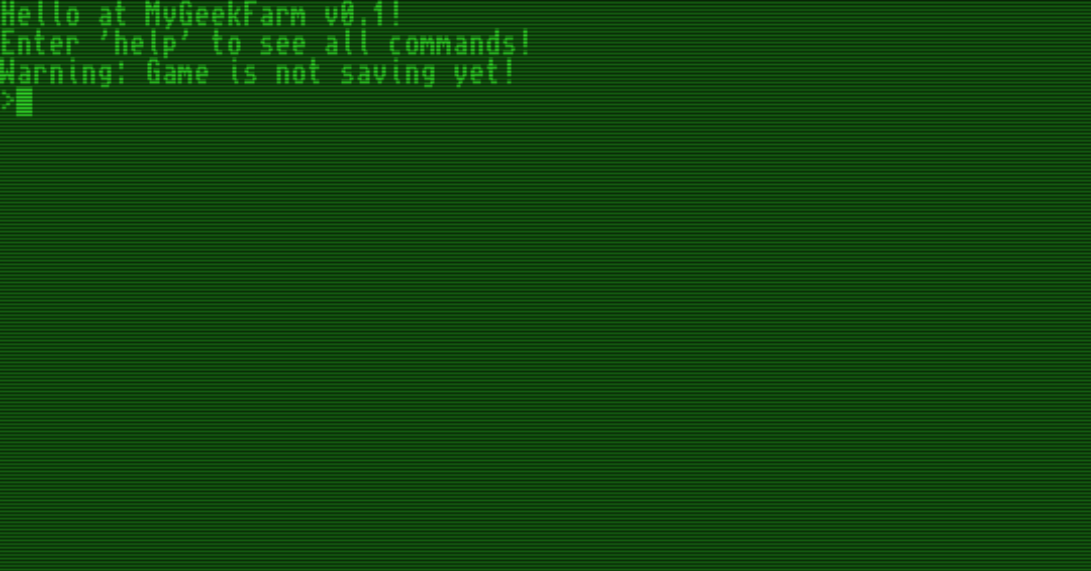 Hello at MyGeekFarm v0.1!
Enter 'help' to see all commands!
Warning: Game is not saving yet!
>